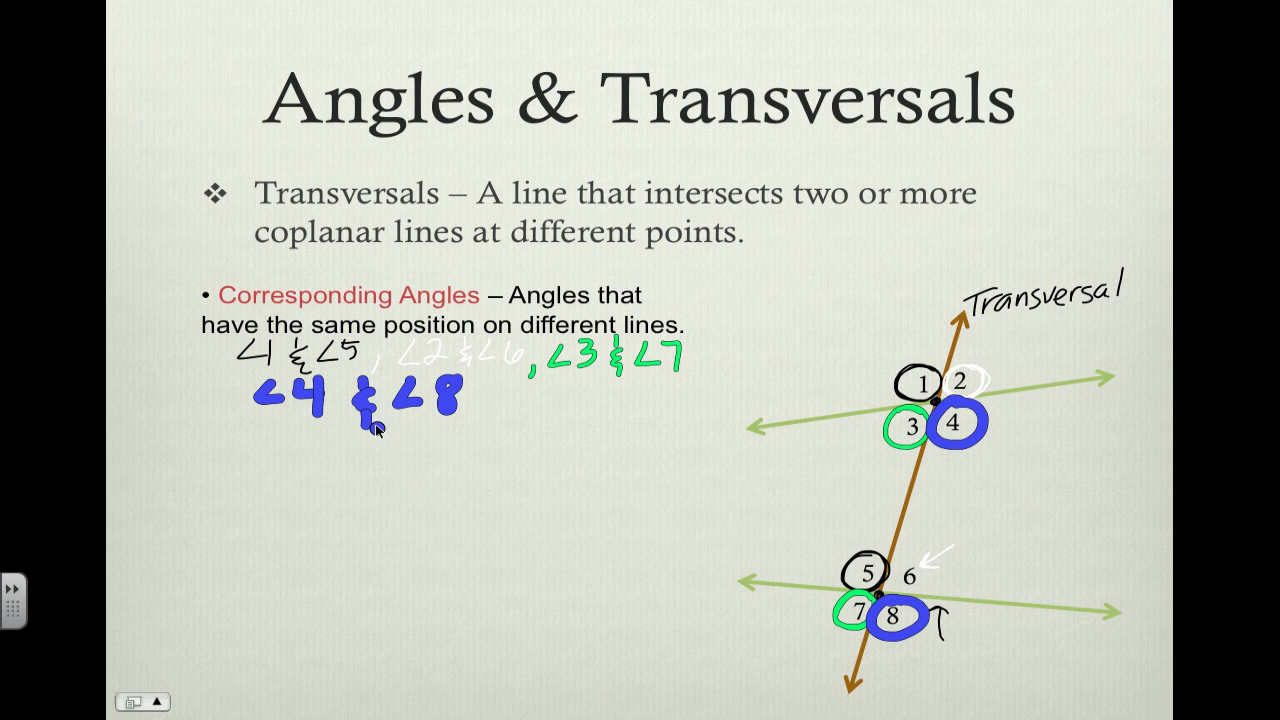 Angles & Transversals
❖ Transversals – A line that intersects two or more
coplanar lines at different points.
• Corresponding Angles – Angles that
have the same position on different lines.
∠1 & ∠5, ∠2 & ∠6, ∠3 & ∠7
∠4 & ∠8
Transversal
1 2
3 4
5 6
7 8